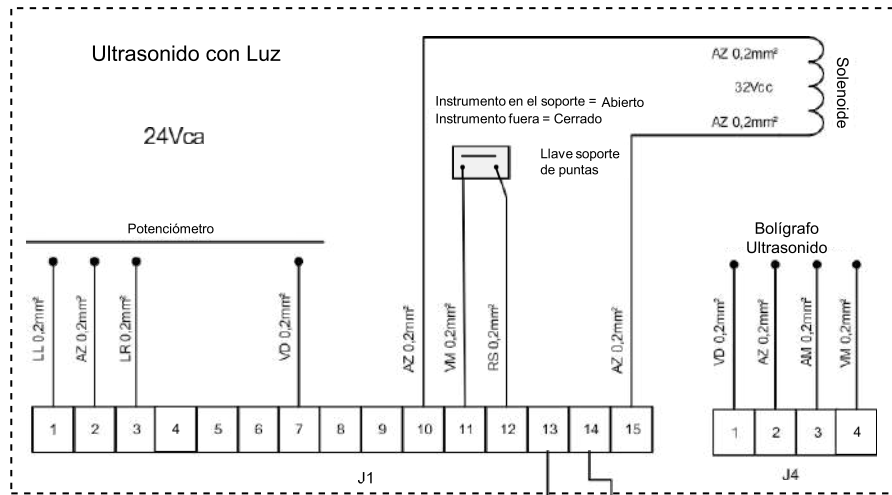 Ultrasonido con Luz
24Vca
AZ 0,2mm²
32Vcc
AZ 0,2mm²
Solenoide
Instrumento en el soporte = Abierto
Instrumento fuera = Cerrado
Llave soporte
de puntas
Potenciómetro
Bolígrafo
Ultrasonido
LL 0,2mm²
AZ 0,2mm²
LR 0,2mm²
VD 0,2mm²
AZ 0,2mm²
VM 0,2mm²
RS 0,2mm²
AZ 0,2mm²
VD 0,2mm²
AZ 0,2mm²
AM 0,2mm²
VM 0,2mm²
1 2 3 4 5 6 7 8 9 10 11 12 13 14 15
1 2 3 4
J1
J4